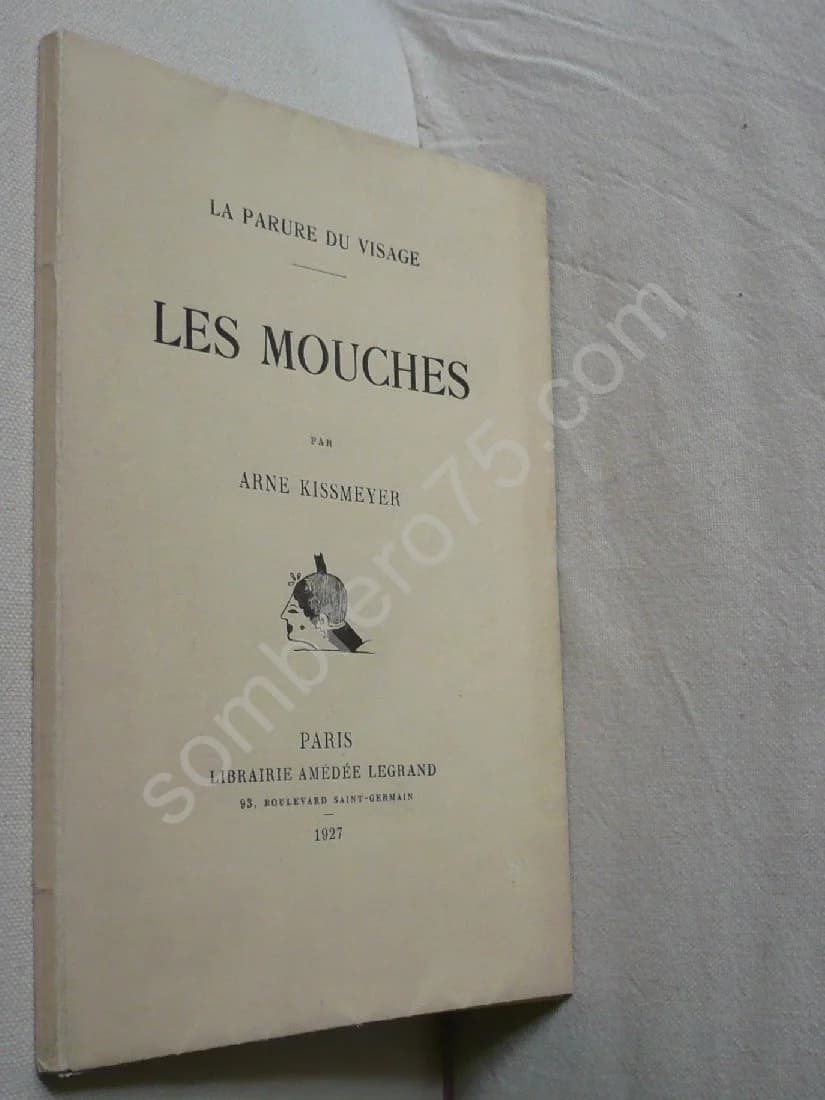 LA PARURE DU VISAGE
LES MOUCHES
PAR
ARNE KISSMEYER
PARIS
LIBRAIRIE AMÉDÉE LEGRAND
93, BOULEVARD SAINT-GERMAIN
1927
sombrero75.com